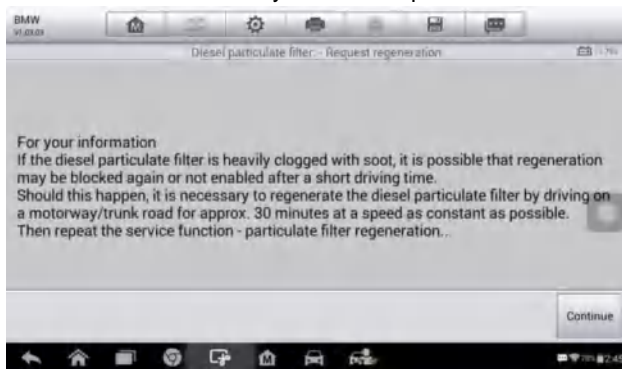 BMW
Diesel particulate filter - Request regeneration
For your information
If the diesel particulate filter is heavily clogged with soot, it is possible that regeneration
may be blocked again or not enabled after a short driving time.
Should this happen, it is necessary to regenerate the diesel particulate filter by driving on
a motorway/trunk road for approx. 30 minutes at a speed as constant as possible.
Then repeat the service function - particulate filter regeneration...
Continue